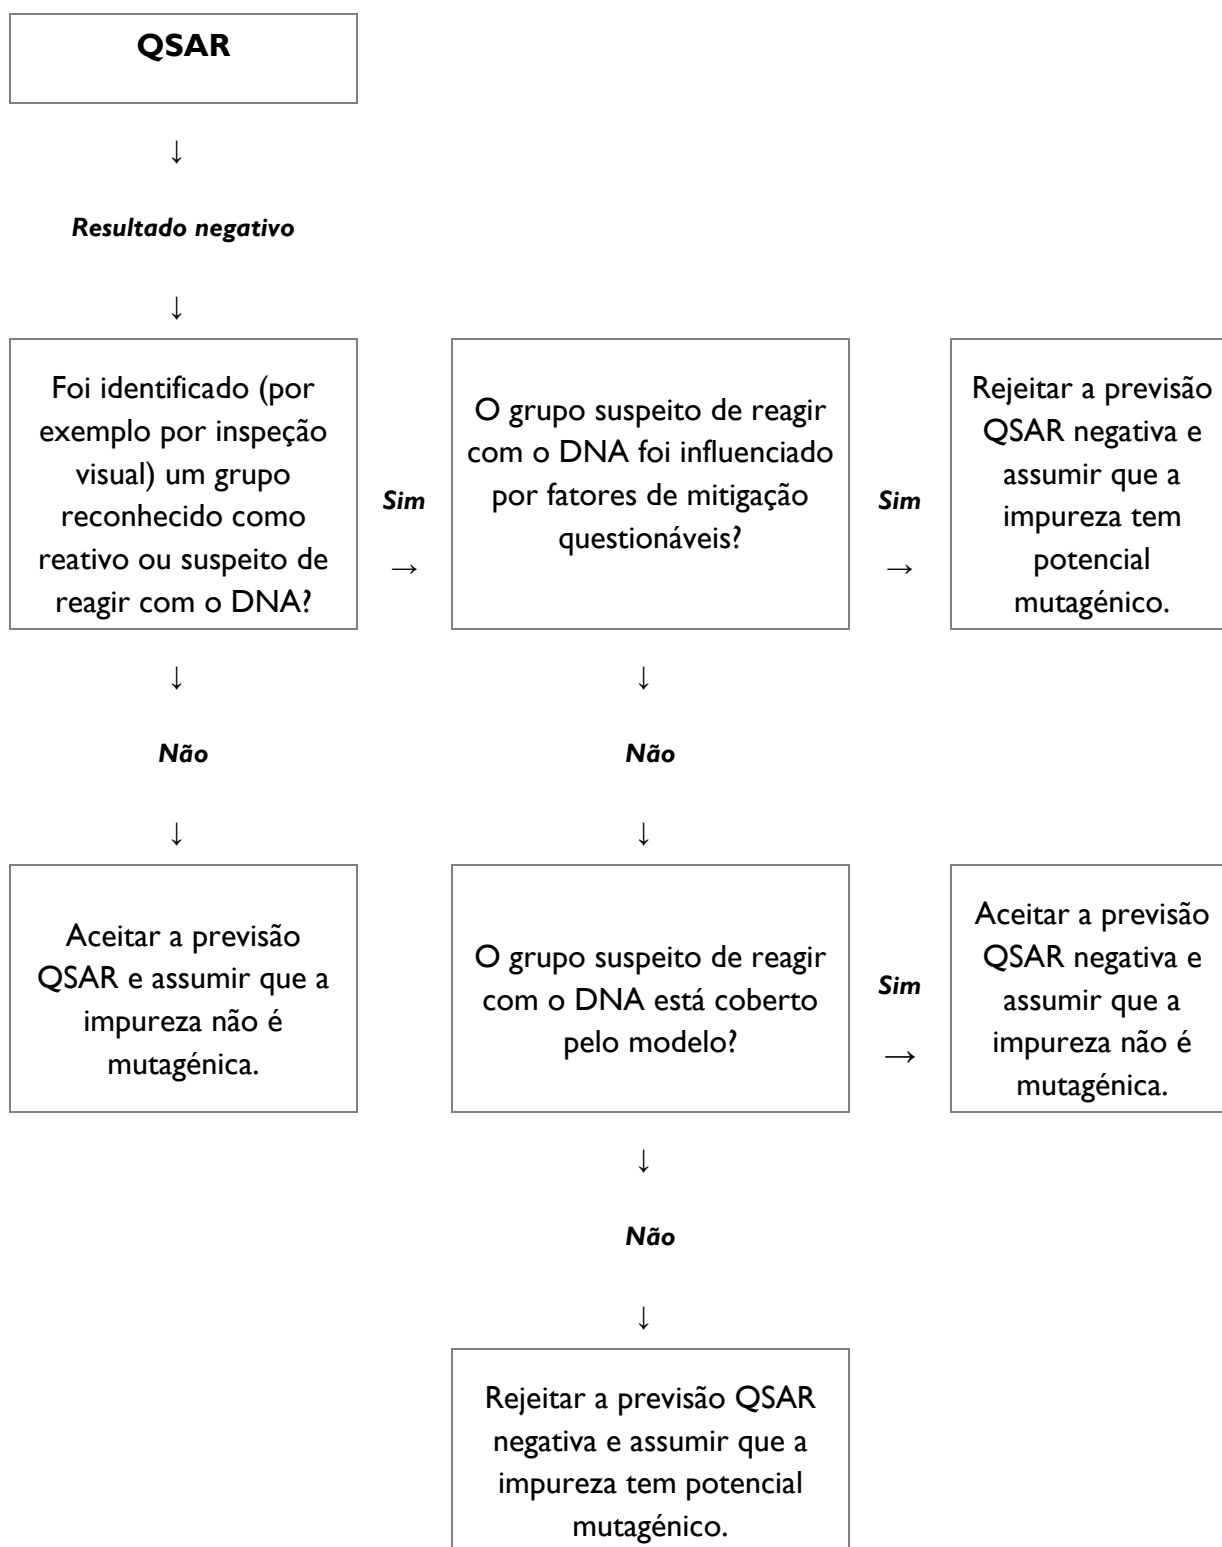 QSAR
↓
Resultado negativo
↓
Foi identificado (por
exemplo por inspeção
visual) um grupo
reconhecido como
reativo ou suspeito de
reagir com o DNA?
Sim
→
O grupo suspeito de reagir
com o DNA foi influenciado
por fatores de mitigação
questionáveis?
Sim
→
Rejeitar a previsão
QSAR negativa e
assumir que a
impureza tem
potencial
mutagénico.
↓
Não
↓
↓
Não
↓
Aceitar a previsão
QSAR e assumir que a
impureza não é
mutagénica.
O grupo suspeito de reagir
com o DNA está coberto
pelo modelo?
Sim
→
Aceitar a previsão
QSAR negativa e
assumir que a
impureza não é
mutagénica.
↓
Não
↓
Rejeitar a previsão QSAR
negativa e assumir que a
impureza tem potencial
mutagénico.